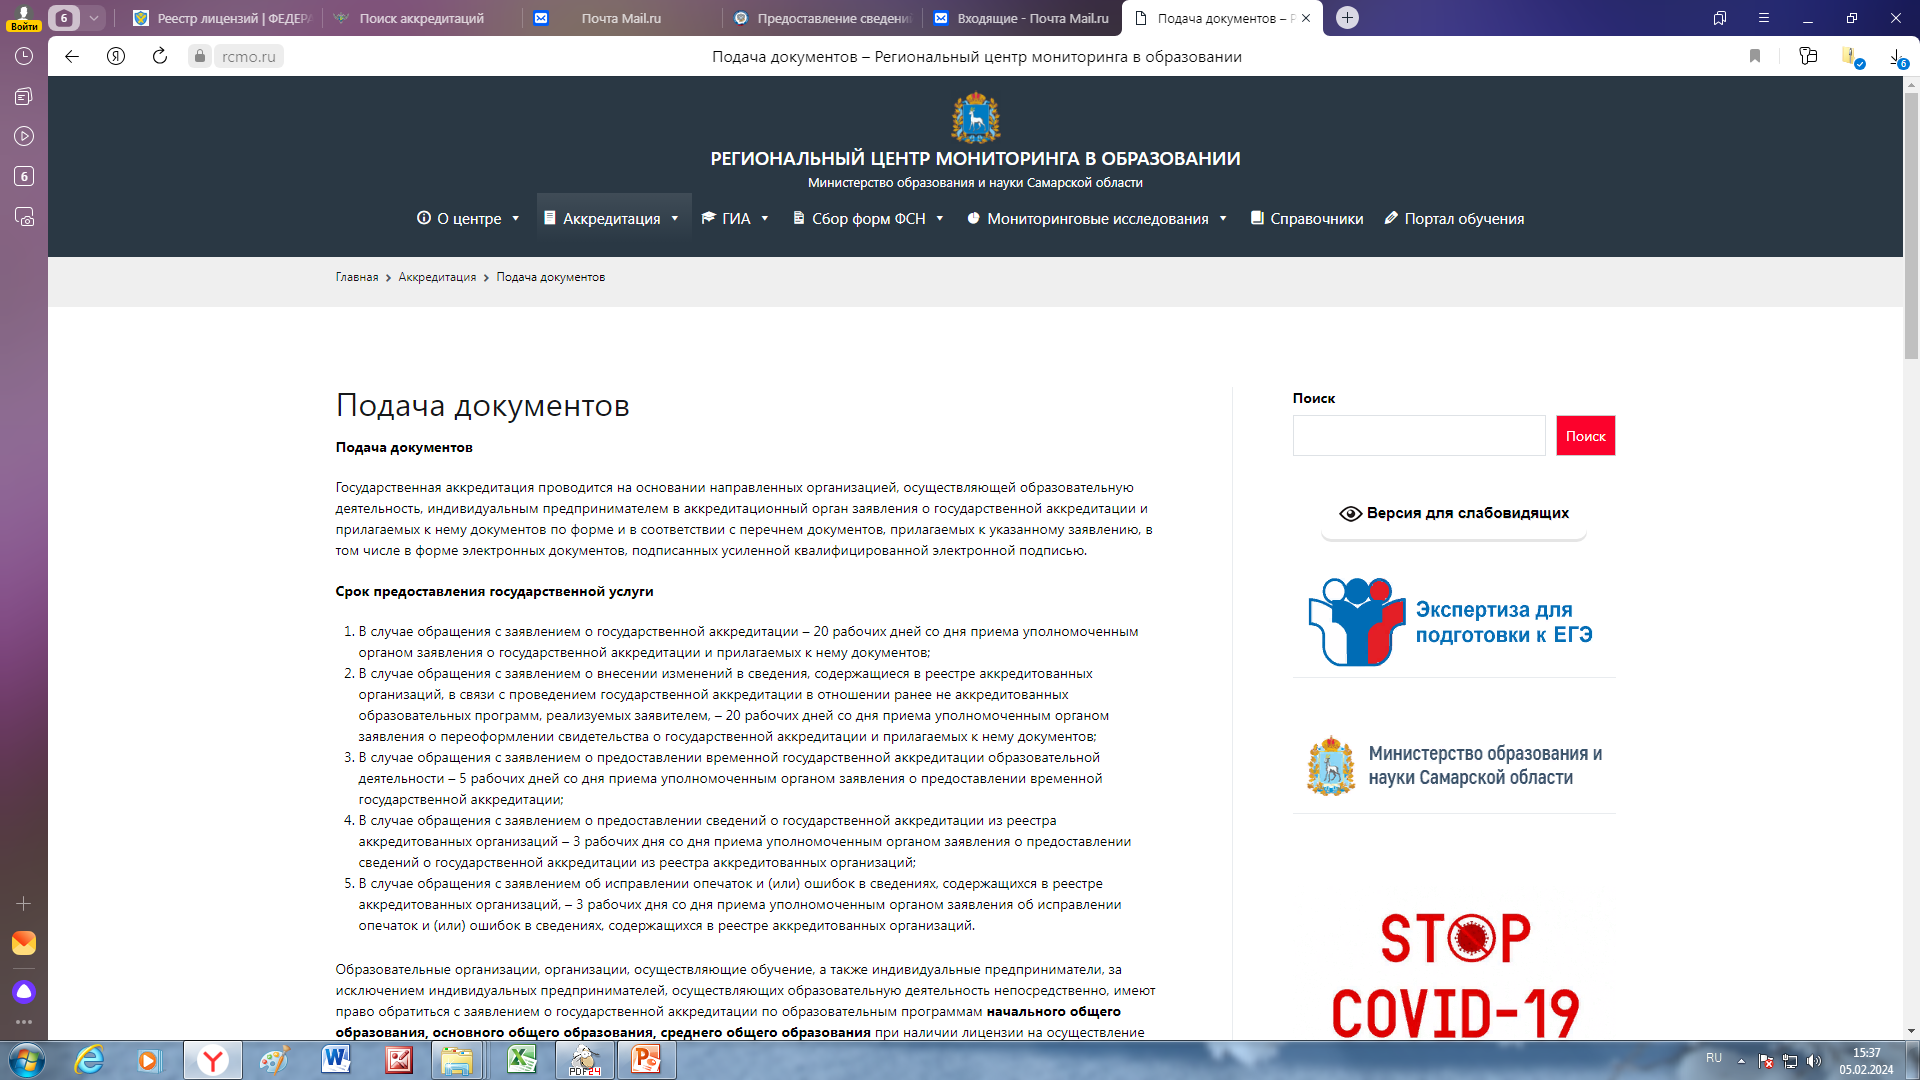 Войти
6
Реестр лицензий | ФЕДЕРА
Поиск аккредитаций
Почта Mail.ru
Предоставление сведений
Входящие - Почта Mail.ru
Подача документов – Р
rcmo.ru
Подача документов – Региональный центр мониторинга в образовании
6
6
РЕГИОНАЛЬНЫЙ ЦЕНТР МОНИТОРИНГА В ОБРАЗОВАНИИ
Министерство образования и науки Самарской области
О центре
Аккредитация
ГИА
Сбор форм ФСН
Мониторинговые исследования
Справочники
Портал обучения
Главная > Аккредитация > Подача документов
Подача документов
Подача документов
Государственная аккредитация проводится на основании направленных организацией, осуществляющей образовательную
деятельность, индивидуальным предпринимателем в аккредитационный орган заявления о государственной аккредитации и
прилагаемых к нему документов по форме и в соответствии с перечнем документов, прилагаемых к указанному заявлению, в
том числе в форме электронных документов, подписанных усиленной квалифицированной электронной подписью.
Срок предоставления государственной услуги
1. В случае обращения с заявлением о государственной аккредитации – 20 рабочих дней со дня приема уполномоченным
органом заявления о государственной аккредитации и прилагаемых к нему документов;
2. В случае обращения с заявлением о внесении изменений в сведения, содержащиеся в реестре аккредитованных
организаций, в связи с проведением государственной аккредитации в отношении ранее не аккредитованных
образовательных программ, реализуемых заявителем, – 20 рабочих дней со дня приема уполномоченным органом
заявления о переоформлении свидетельства о государственной аккредитации и прилагаемых к нему документов;
3. В случае обращения с заявлением о предоставлении временной государственной аккредитации образовательной
деятельности – 5 рабочих дней со дня приема уполномоченным органом заявления о предоставлении временной
государственной аккредитации;
4. В случае обращения с заявлением о предоставлении сведений о государственной аккредитации из реестра
аккредитованных организаций – 3 рабочих дня со дня приема уполномоченным органом заявления о предоставлении
сведений о государственной аккредитации из реестра аккредитованных организаций;
5. В случае обращения с заявлением об исправлении опечаток и (или) ошибок в сведениях, содержащихся в реестре
аккредитованных организаций, – 3 рабочих дня со дня приема уполномоченным органом заявления об исправлении
опечаток и (или) ошибок в сведениях, содержащихся в реестре аккредитованных организаций.
Образовательные организации, организации, осуществляющие обучение, а также индивидуальные предприниматели, за
исключением индивидуальных предпринимателей, осуществляющих образовательную деятельность непосредственно, имеют
право обратиться с заявлением о государственной аккредитации по образовательным программам начального общего
образования, основного общего образования, среднего общего образования при наличии лицензии на осуществление
Поиск
Поиск
Версия для слабовидящих
Экспертиза для
подготовки к ЕГЭ
Министерство образования и
науки Самарской области
STOP
COVID-19
PDF24
RU
15:37
05.02.2024